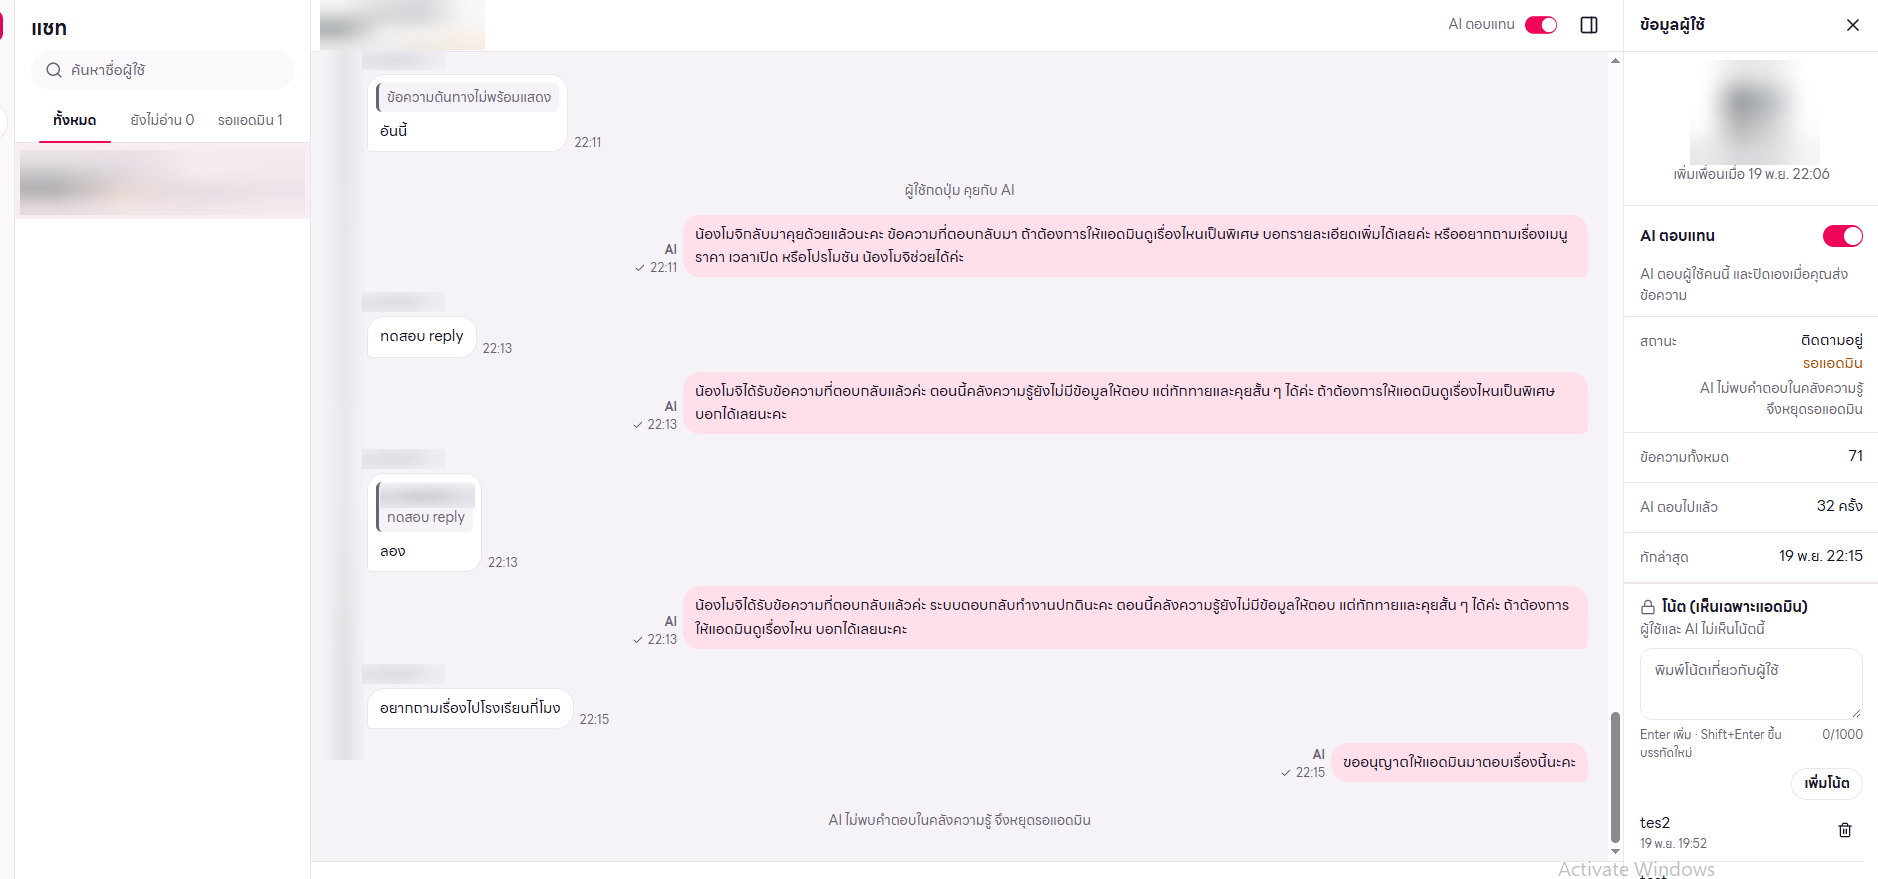 แชท
ค้นหาชื่อผู้ใช้
ทั้งหมด
ยังไม่อ่าน 0
รอแอดมิน 1
AI ตอบแทน
ข้อความต้นทางไม่พร้อมแสดง
อันนี้
22:11
ผู้ใช้กดปุ่ม คุยกับ AI
น้องโมจิกลับมาคุยด้วยแล้วนะคะ ข้อความที่ตอบกลับมา ถ้าต้องการให้แอดมินดูเรื่องไหนเป็นพิเศษ บอกรายละเอียดเพิ่มได้เลยค่ะ หรืออยากถามเรื่องเมนู
ราคา เวลาเปิด หรือโปรโมชัน น้องโมจิช่วยได้ค่ะ
AI
22:11
ทดสอบ reply
22:13
น้องโมจิได้รับข้อความที่ตอบกลับแล้วค่ะ ตอนนี้คลังความรู้ยังไม่มีข้อมูลให้ตอบ แต่ทักทายและคุยสั้น ๆ ได้ค่ะ ถ้าต้องการให้แอดมินดูเรื่องไหนเป็นพิเศษ
บอกได้เลยนะคะ
AI
22:13
ทดสอบ reply
ลอง
22:13
น้องโมจิได้รับข้อความที่ตอบกลับแล้วค่ะ ระบบตอบกลับทำงานปกตินะคะ ตอนนี้คลังความรู้ยังไม่มีข้อมูลให้ตอบ แต่ทักทายและคุยสั้น ๆ ได้ค่ะ ถ้าต้องการ
ให้แอดมินดูเรื่องไหน บอกได้เลยนะคะ
AI
22:13
อยากถามเรื่องไปโรงเรียนกี่โมง
22:15
ขออนุญาตให้แอดมินมาตอบเรื่องนี้นะคะ
AI
22:15
AI ไม่พบคำตอบในคลังความรู้ จึงหยุดรอแอดมิน
ข้อมูลผู้ใช้
เพิ่มเพื่อนเมื่อ 19 พ.ย. 22:06
AI ตอบแทน
AI ตอบผู้ใช้คนนี้ และปิดเองเมื่อคุณส่ง
ข้อความ
สถานะ
ติดตามอยู่
รอแอดมิน
AI ไม่พบคำตอบในคลังความรู้
จึงหยุดรอแอดมิน
ข้อความทั้งหมด
71
AI ตอบไปแล้ว
32 ครั้ง
ทักล่าสุด
19 พ.ย. 22:15
โน้ต (เห็นเฉพาะแอดมิน)
ผู้ใช้และ AI ไม่เห็นโน้ตนี้
พิมพ์โน้ตเกี่ยวกับผู้ใช้
Enter เพิ่ม · Shift+Enter ขึ้น
บรรทัดใหม่
0/1000
เพิ่มโน้ต
tes2
19 พ.ย. 19:52
Activate Windows